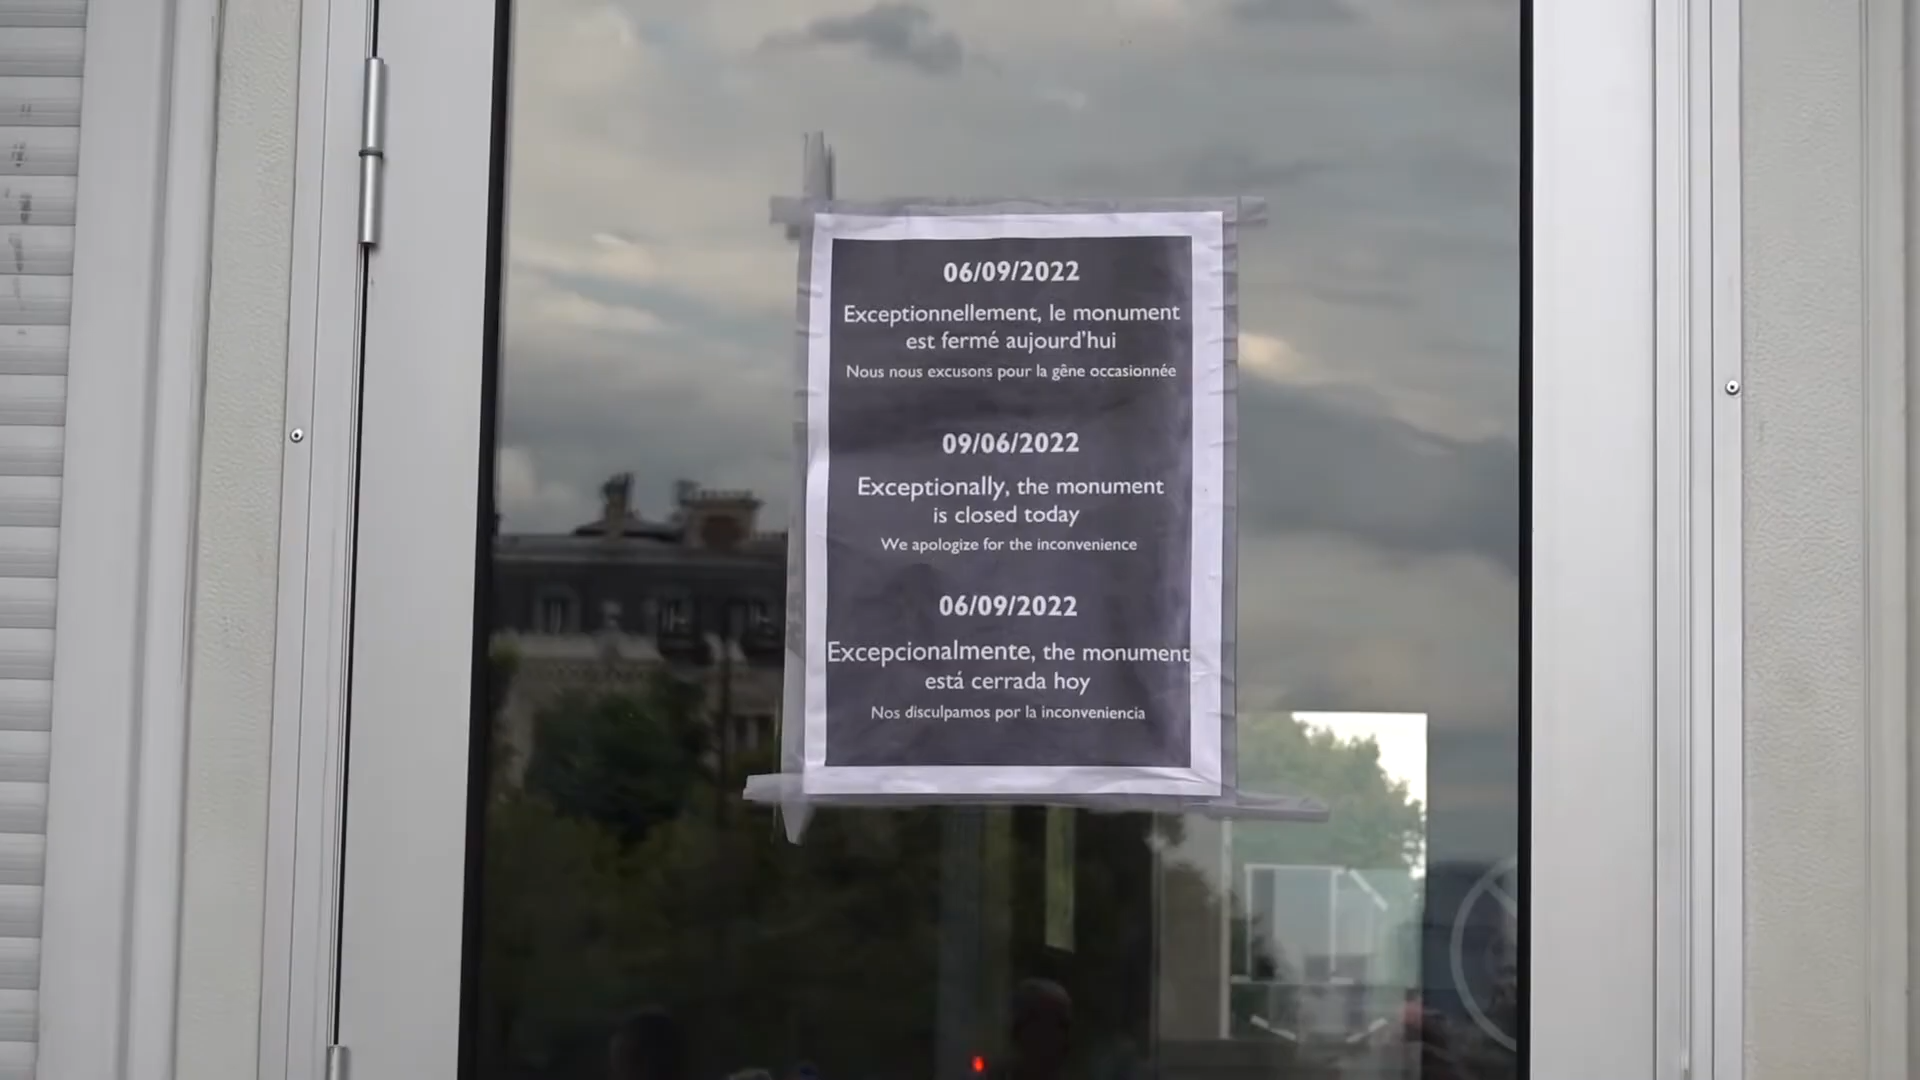 06/09/2022
Exceptionnellement, le monument
est fermé aujourd'hui
Nous nous excusons pour la gêne occasionnée
09/06/2022
Exceptionally, the monument
is closed today
We apologize for the inconvenience
06/09/2022
Excepcionalmente, the monument
está cerrada hoy
Nos disculpamos por la inconveniencia